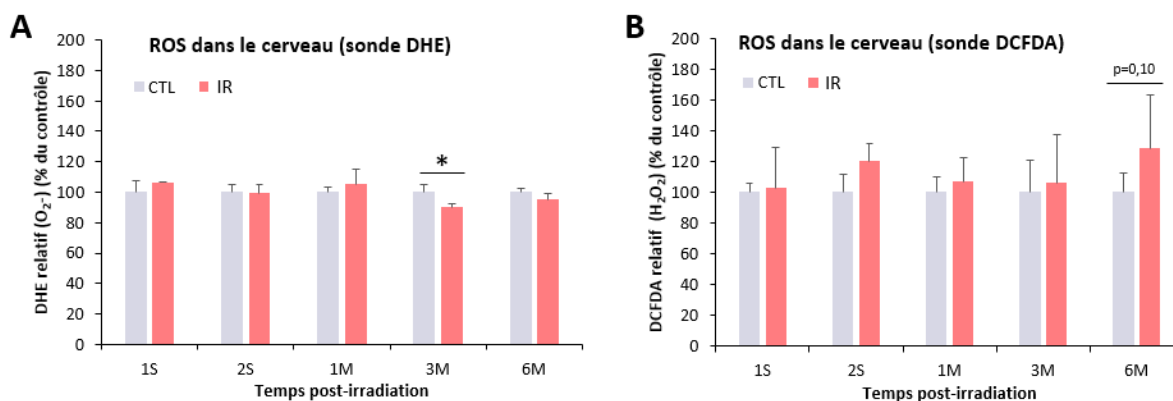 A
ROS dans le cerveau (sonde DHE)
CTL IR
DHE relatif (O₂-) (% du contrôle)
200
180
160
140
120
100
80
60
40
20
0
*
1S 2S 1M 3M 6M
Temps post-irradiation
B
ROS dans le cerveau (sonde DCFDA)
CTL IR
p=0,10
DCFDA relatif (H₂O₂) (% du contrôle)
200
180
160
140
120
100
80
60
40
20
0
1S 2S 1M 3M 6M
Temps post-irradiation